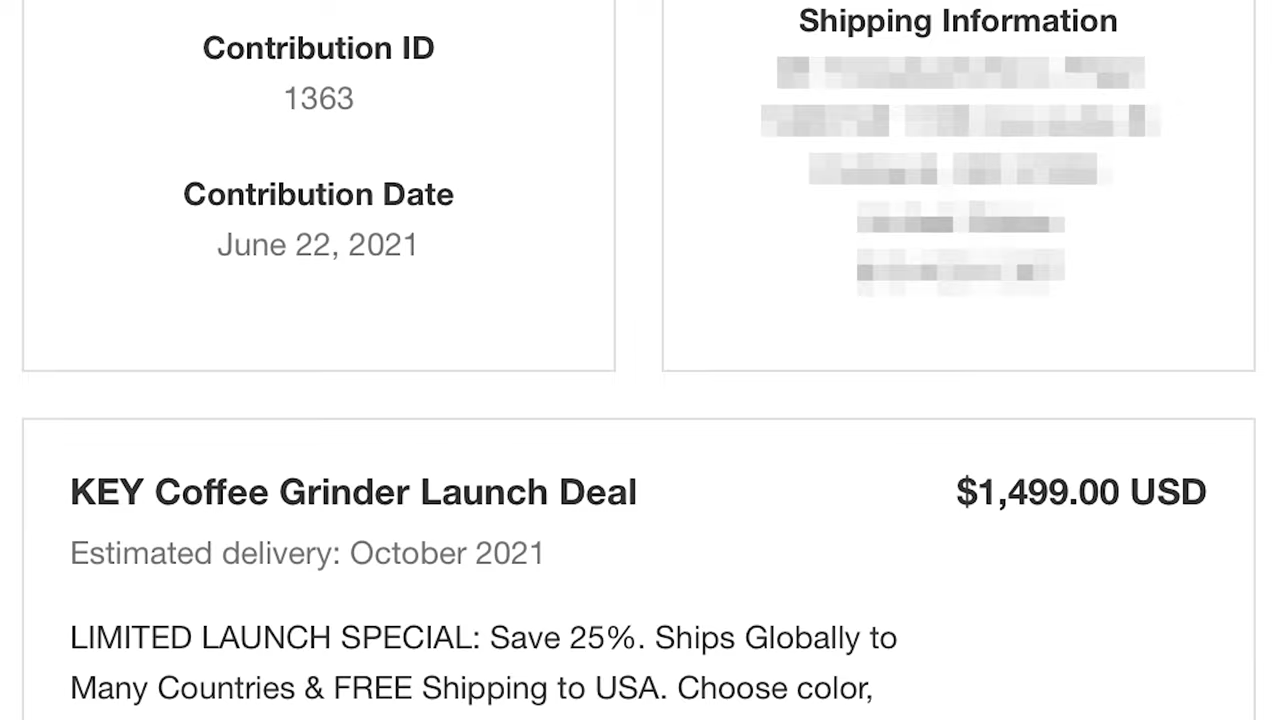 Contribution ID
1363
Contribution Date
June 22, 2021
Shipping Information
KEY Coffee Grinder Launch Deal
$1,499.00 USD
Estimated delivery: October 2021
LIMITED LAUNCH SPECIAL: Save 25%. Ships Globally to
Many Countries & FREE Shipping to USA. Choose color,